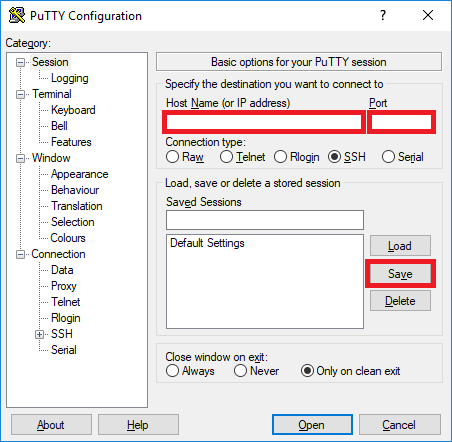 PuTTY Configuration
Category:
Session
Logging
Terminal
Keyboard
Bell
Features
Window
Appearance
Behaviour
Translation
Selection
Colours
Connection
Data
Proxy
Telnet
Rlogin
SSH
Serial
Basic options for your PuTTY session
Specify the destination you want to connect to
Host Name (or IP address) Port
Connection type:
Raw Telnet Rlogin SSH Serial
Load, save or delete a stored session
Saved Sessions
Default Settings
Load
Save
Delete
Close window on exit:
Always Never Only on clean exit
About Help Open Cancel